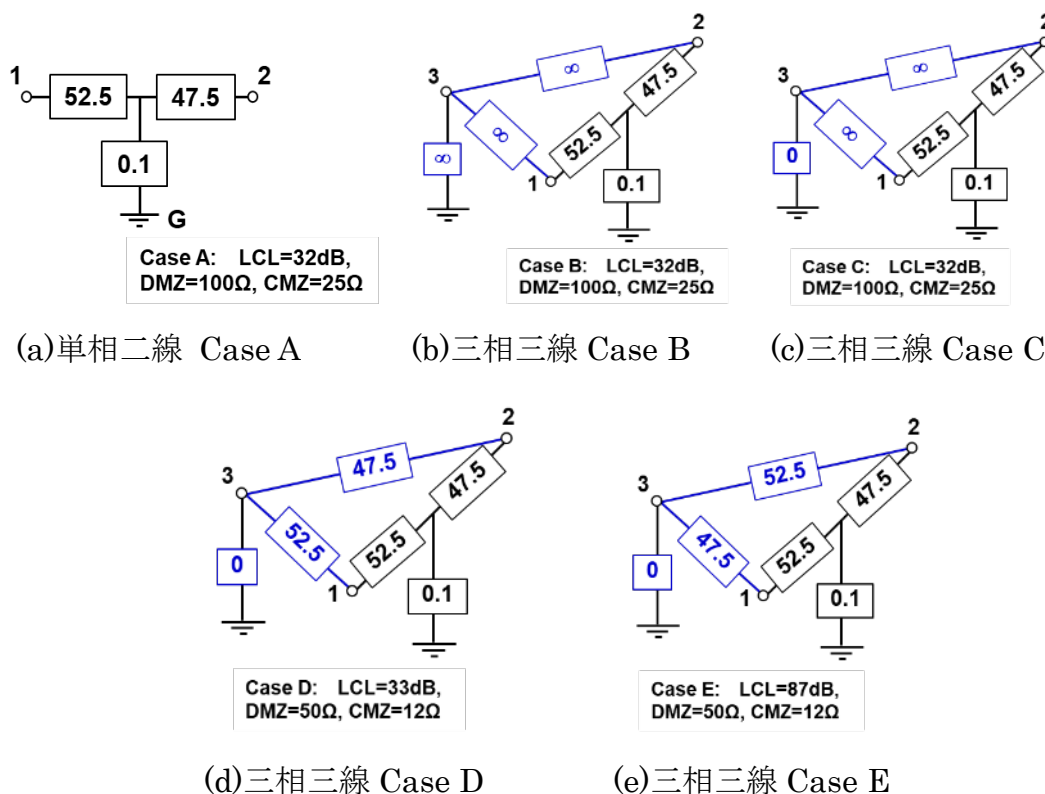 1
52.5
47.5
2
0.1
G
Case A: LCL=32dB,
DMZ=100Ω, CMZ=25Ω
(a)単相二線 Case A
2
3
∞
47.5
∞
52.5
∞
1
0.1
Case B: LCL=32dB,
DMZ=100Ω, CMZ=25Ω
(b)三相三線 Case B
2
3
∞
47.5
∞
52.5
0
1
0.1
Case C: LCL=32dB,
DMZ=100Ω, CMZ=25Ω
(c)三相三線 Case C
2
3
47.5
47.5
52.5
52.5
0
1
0.1
Case D: LCL=33dB,
DMZ=50Ω, CMZ=12Ω
(d)三相三線 Case D
2
3
52.5
47.5
47.5
52.5
0
1
0.1
Case E: LCL=87dB,
DMZ=50Ω, CMZ=12Ω
(e)三相三線 Case E